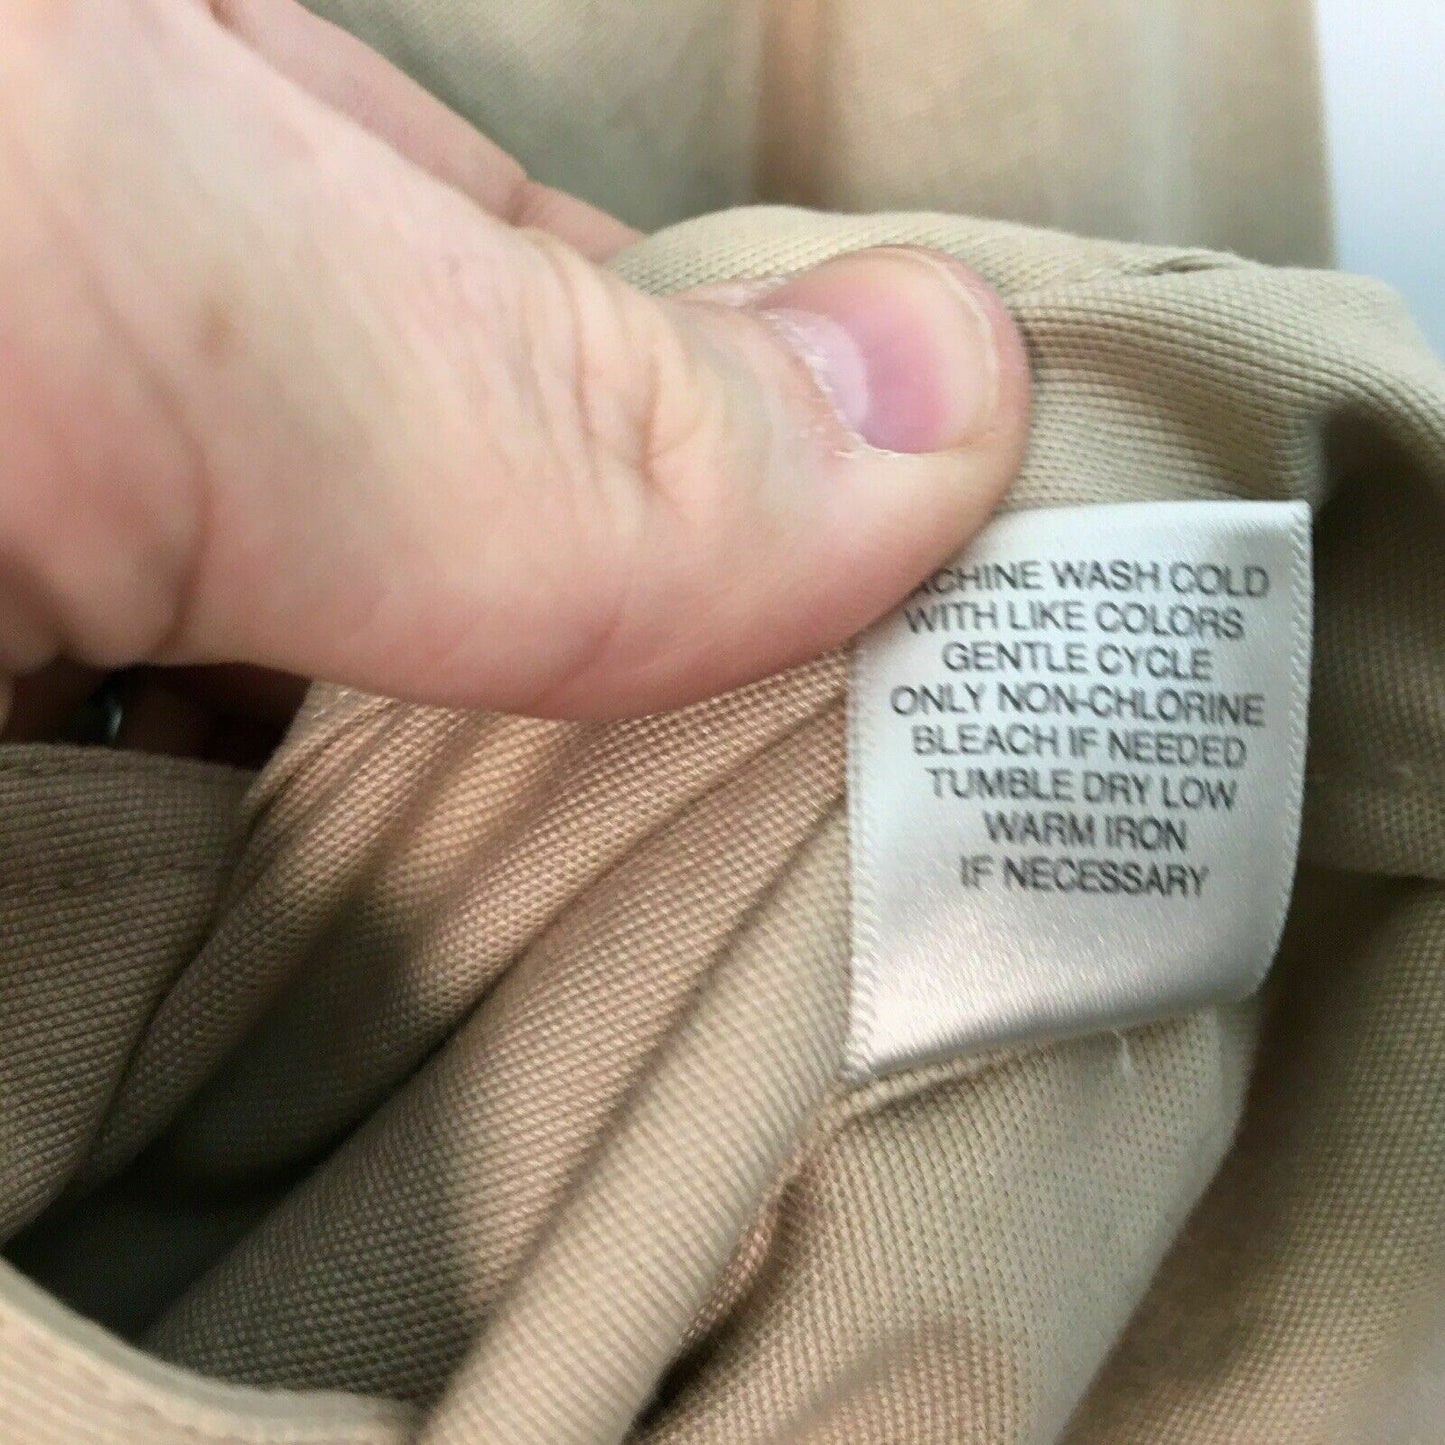 MACHINE WASH COLD
WITH LIKE COLORS
GENTLE CYCLE
ONLY NON-CHLORINE
BLEACH IF NEEDED
TUMBLE DRY LOW
WARM IRON
IF NECESSARY